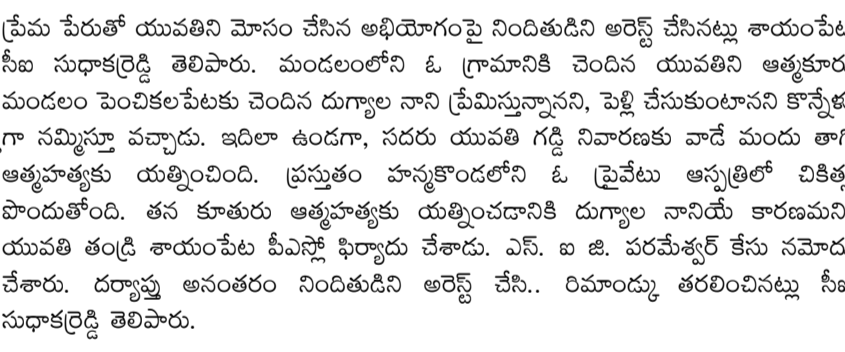 ప్రేమ పేరుతో యువతిని మోసం చేసిన అభియోగంపై నిందితుడిని అరెస్ట్ చేసినట్లు శాయంపేట
సీఐ సుధాకర్రెడ్డి తెలిపారు. మండలంలోని ఓ గ్రామానికి చెందిన యువతిని ఆత్మకూరు
మండలం పెంచికలపేటకు చెందిన దుగ్యాల నాని ప్రేమిస్తున్నానని, పెళ్లి చేసుకుంటానని కొన్నేళ్లు
గా నమ్మిస్తూ వచ్చాడు. ఇదిలా ఉండగా, సదరు యువతి గడ్డి నివారణకు వాడే మందు తాగి
ఆత్మహత్యకు యత్నించింది. ప్రస్తుతం హన్మకొండలోని ఓ ప్రైవేటు ఆస్పత్రిలో చికిత్స
పొందుతోంది. తన కూతురు ఆత్మహత్యకు యత్నించడానికి దుగ్యాల నానియే కారణమని
యువతి తండ్రి శాయంపేట పీఎస్లో ఫిర్యాదు చేశాడు. ఎస్. ఐ జి. పరమేశ్వర్ కేసు నమోదు
చేశారు. దర్యాప్తు అనంతరం నిందితుడిని అరెస్ట్ చేసి.. రిమాండ్కు తరలించినట్లు సీఐ
సుధాకర్రెడ్డి తెలిపారు.